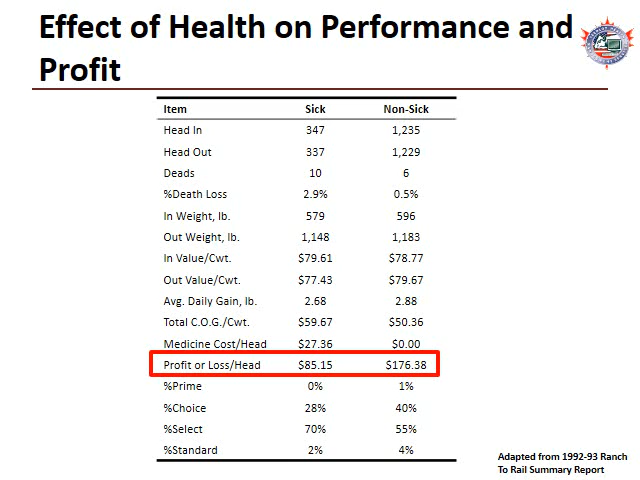 Effect of Health on Performance and
Profit
Item Sick Non-Sick
Head In 347 1,235
Head Out 337 1,229
Deads 10 6
%Death Loss 2.9% 0.5%
In Weight, lb. 579 596
Out Weight, lb. 1,148 1,183
In Value/Cwt. $79.61 $78.77
Out Value/Cwt. $77.43 $79.67
Avg. Daily Gain, lb. 2.68 2.88
Total C.O.G./Cwt. $59.67 $50.36
Medicine Cost/Head $27.36 $0.00
Profit or Loss/Head $85.15 $176.38
%Prime 0% 1%
%Choice 28% 40%
%Select 70% 55%
%Standard 2% 4%
Adapted from 1992-93 Ranch
To Rail Summary Report